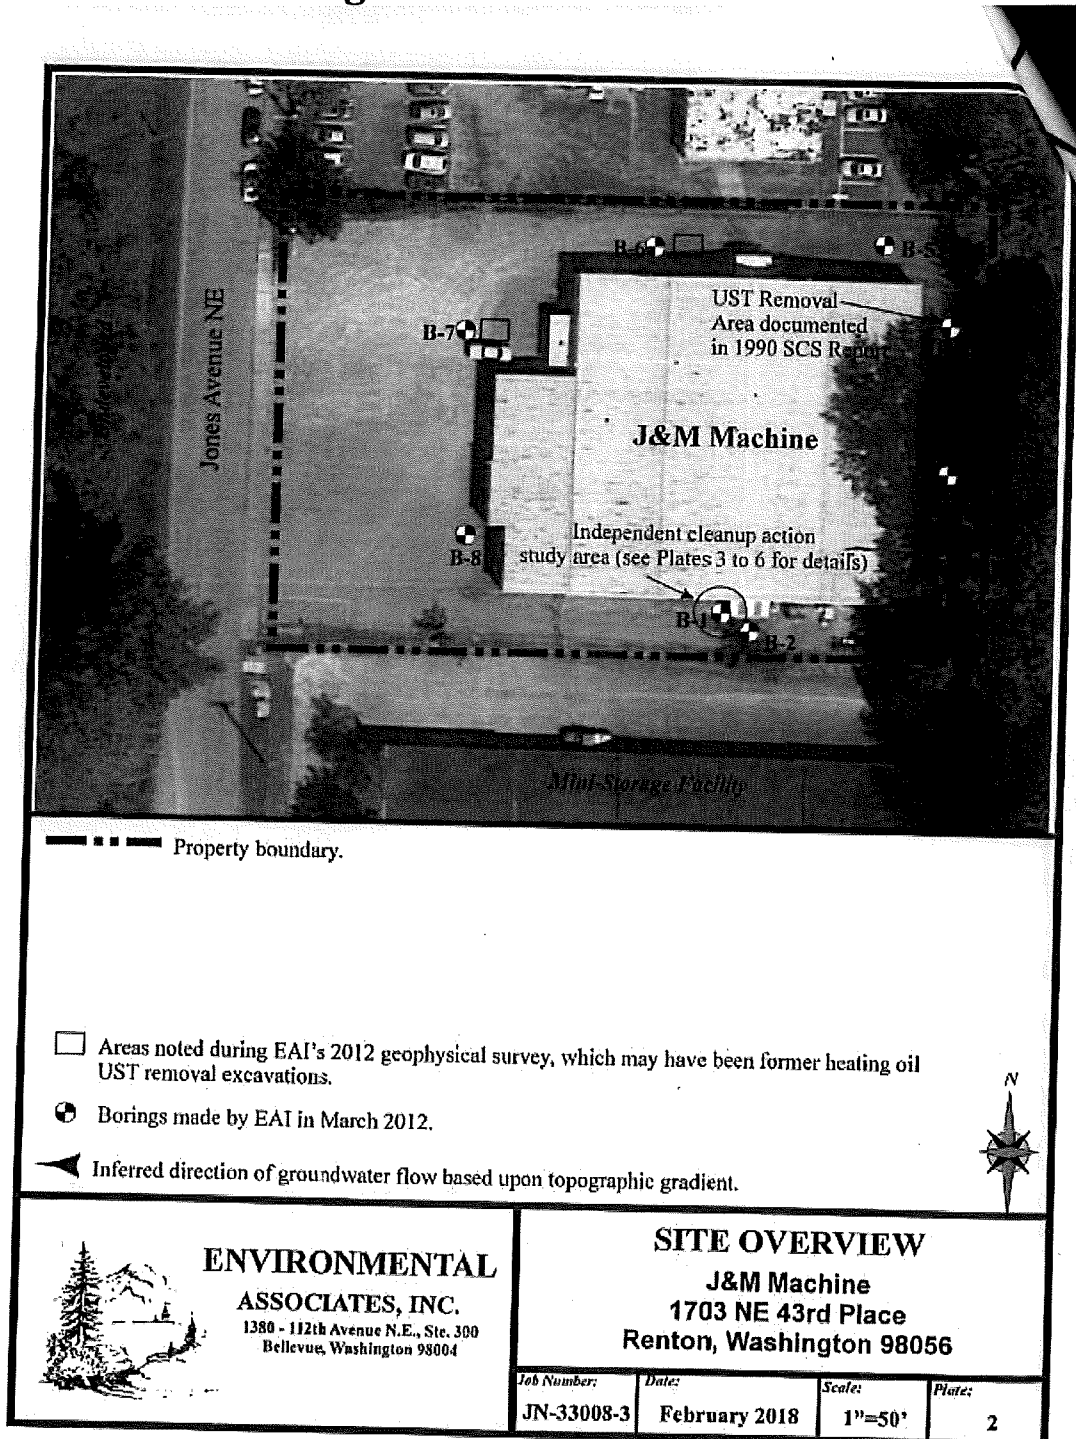 B-6
B-5
UST Removal
Area documented
in 1990 SCS Report
B-7
Jones Avenue NE
J&M Machine
Independent cleanup action
study area (see Plates 3 to 6 for details)
B-8
B-1
B-2
Mini-Storage Facility
Property boundary.
Areas noted during EAI's 2012 geophysical survey, which may have been former heating oil
UST removal excavations.
N
Borings made by EAI in March 2012.
Inferred direction of groundwater flow based upon topographic gradient.
ENVIRONMENTAL
ASSOCIATES, INC.
1380 - 112th Avenue N.E., Ste. 300
Bellevue, Washington 98004
SITE OVERVIEW
J&M Machine
1703 NE 43rd Place
Renton, Washington 98056
Job Number:
JN-33008-3
Date:
February 2018
Scale:
1"=50'
Plate:
2